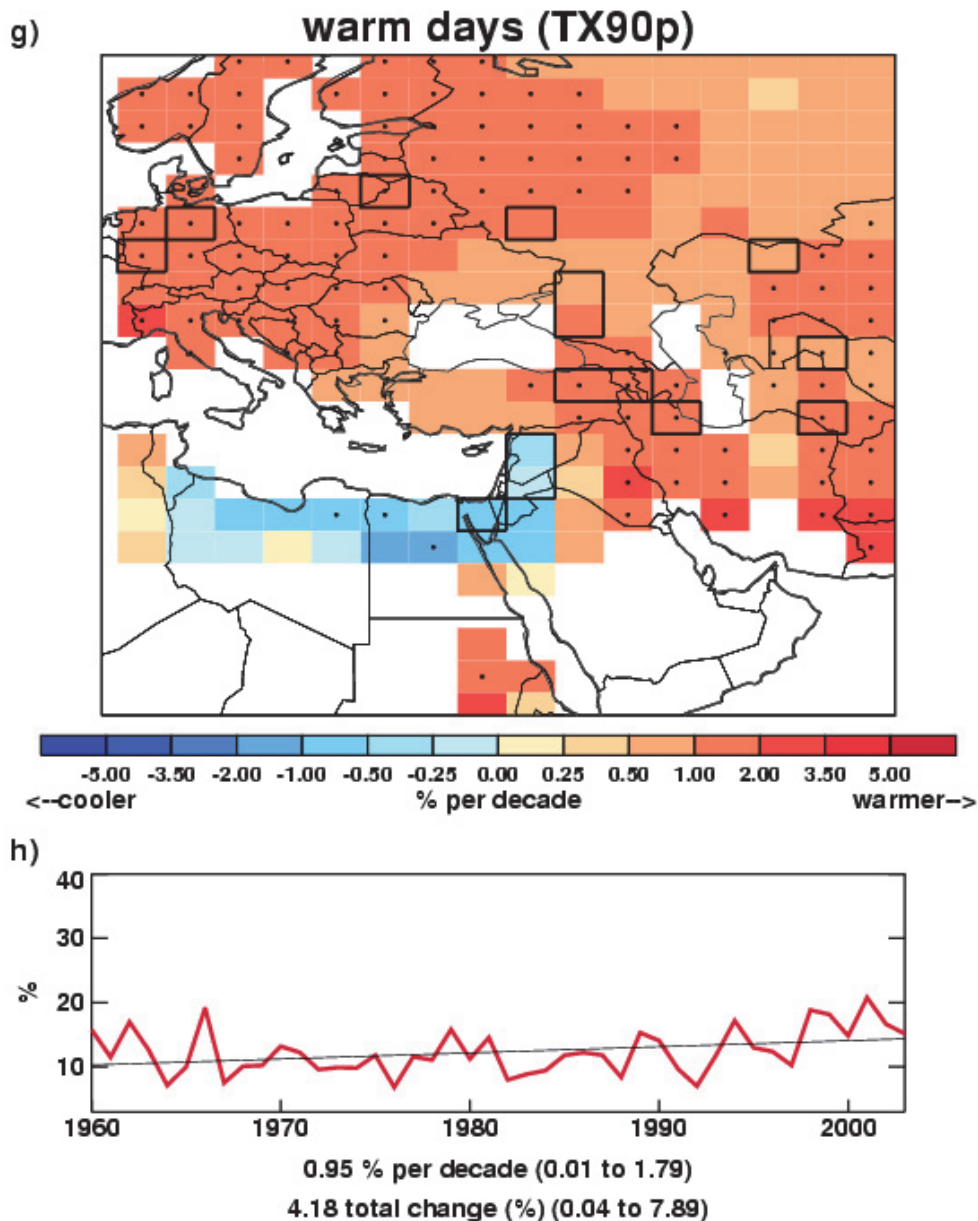 g) warm days (TX90p)
-5.00 -3.50 -2.00 -1.00 -0.50 -0.25 0.00 0.25 0.50 1.00 2.00 3.50 5.00
<--cooler % per decade warmer-->
h)
40
30
20
10
%
1960 1970 1980 1990 2000
0.95 % per decade (0.01 to 1.79)
4.18 total change (%) (0.04 to 7.89)